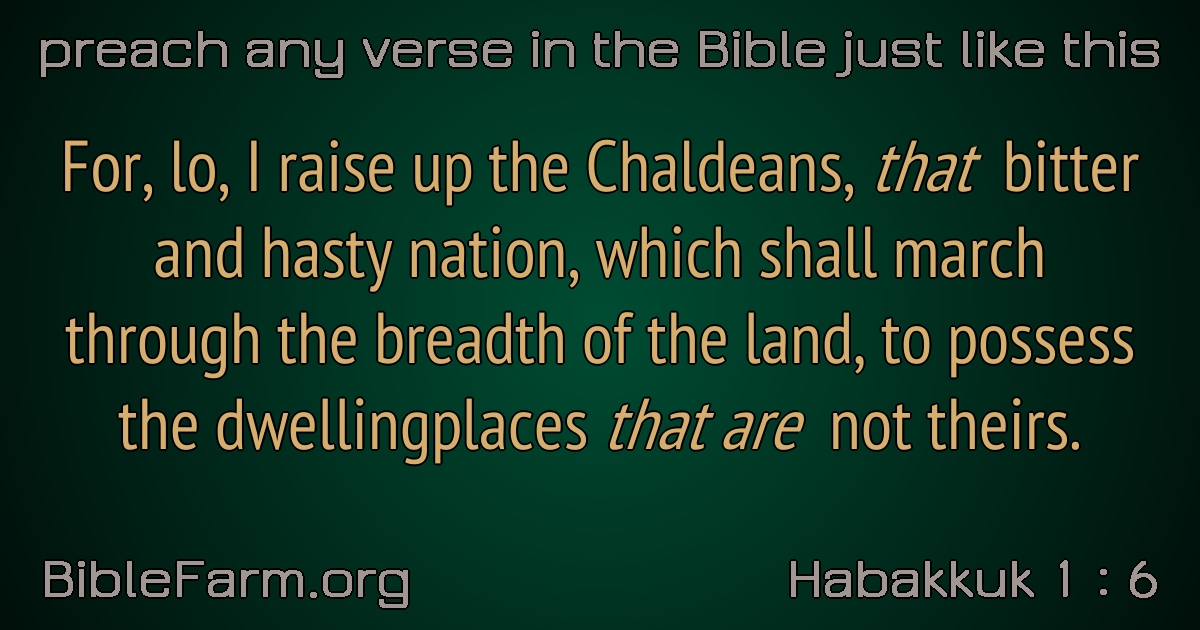 preach any verse in the Bible just like this
For, lo, I raise up the Chaldeans, that bitter
and hasty nation, which shall march
through the breadth of the land, to possess
the dwellingplaces that are not theirs.
BibleFarm.org
Habakkuk 1 : 6